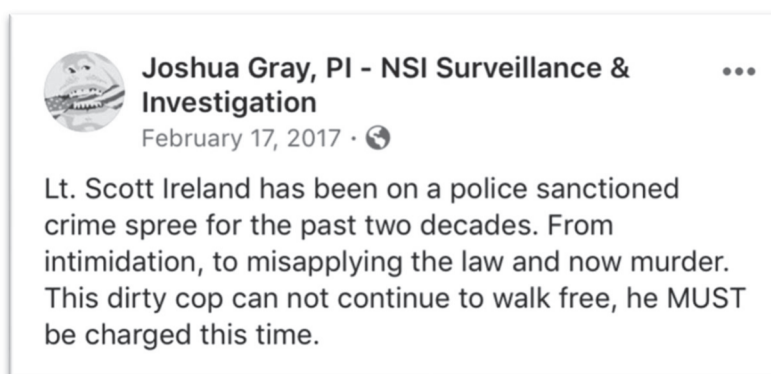 Joshua Gray, PI - NSI Surveillance &
Investigation
February 17, 2017 ·
Lt. Scott Ireland has been on a police sanctioned
crime spree for the past two decades. From
intimidation, to misapplying the law and now murder.
This dirty cop can not continue to walk free, he MUST
be charged this time.